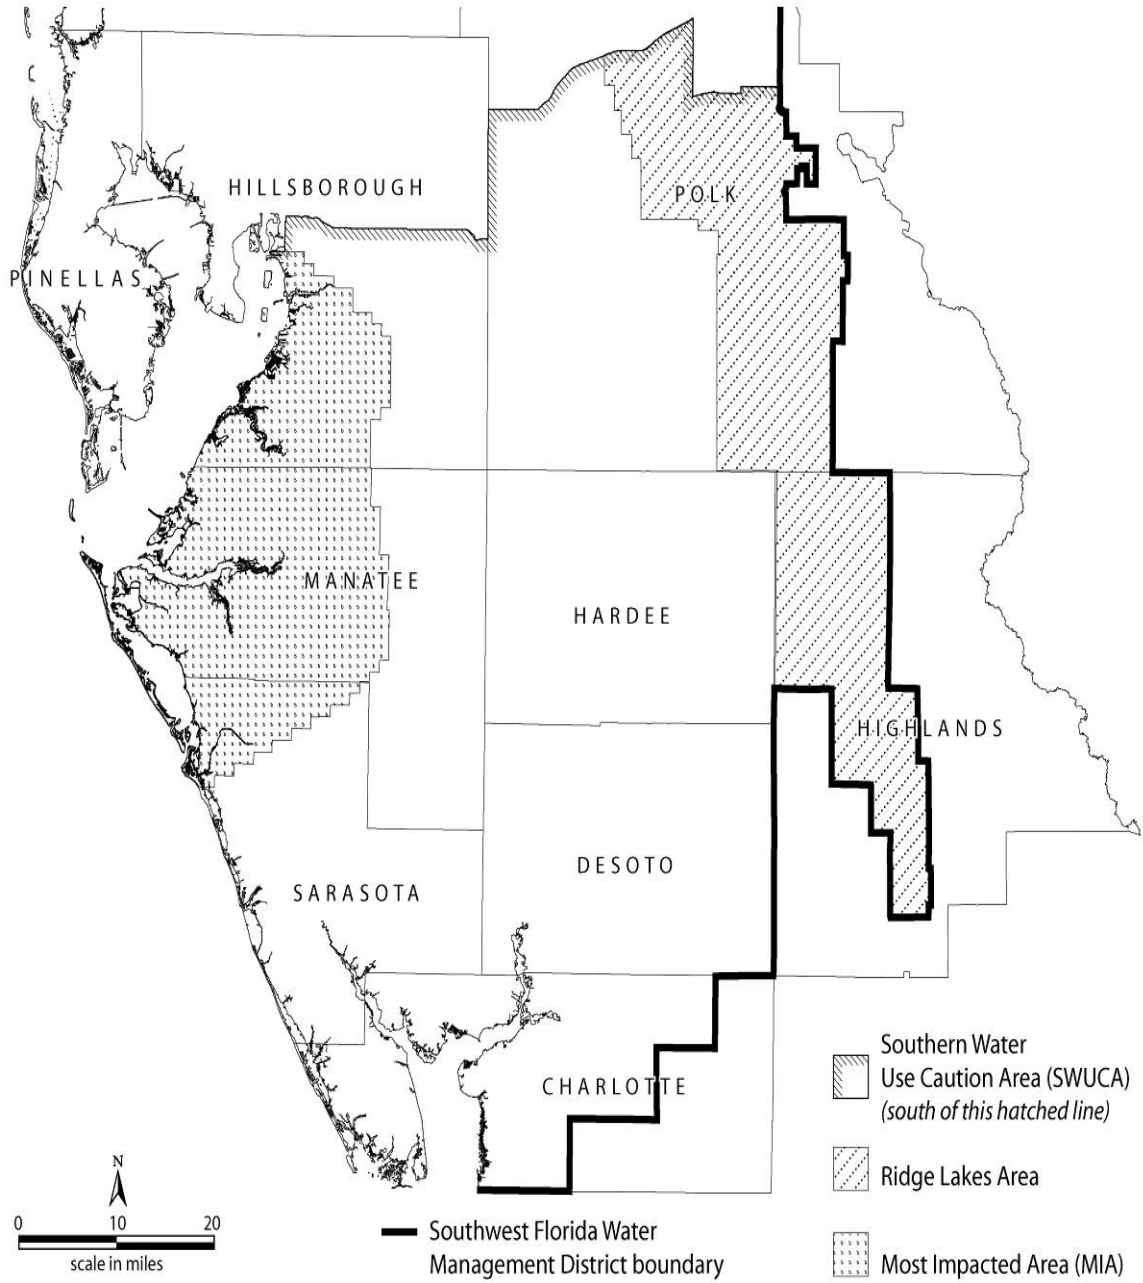 HILLSBOROUGH
POLK
PINELLAS
MANATEE
HARDEE
HIGHLANDS
DESOTO
SARASOTA
CHARLOTTE
Southern Water
Use Caution Area (SWUCA)
(south of this hatched line)
Ridge Lakes Area
Most Impacted Area (MIA)
N
0 10 20
scale in miles
Southwest Florida Water
Management District boundary